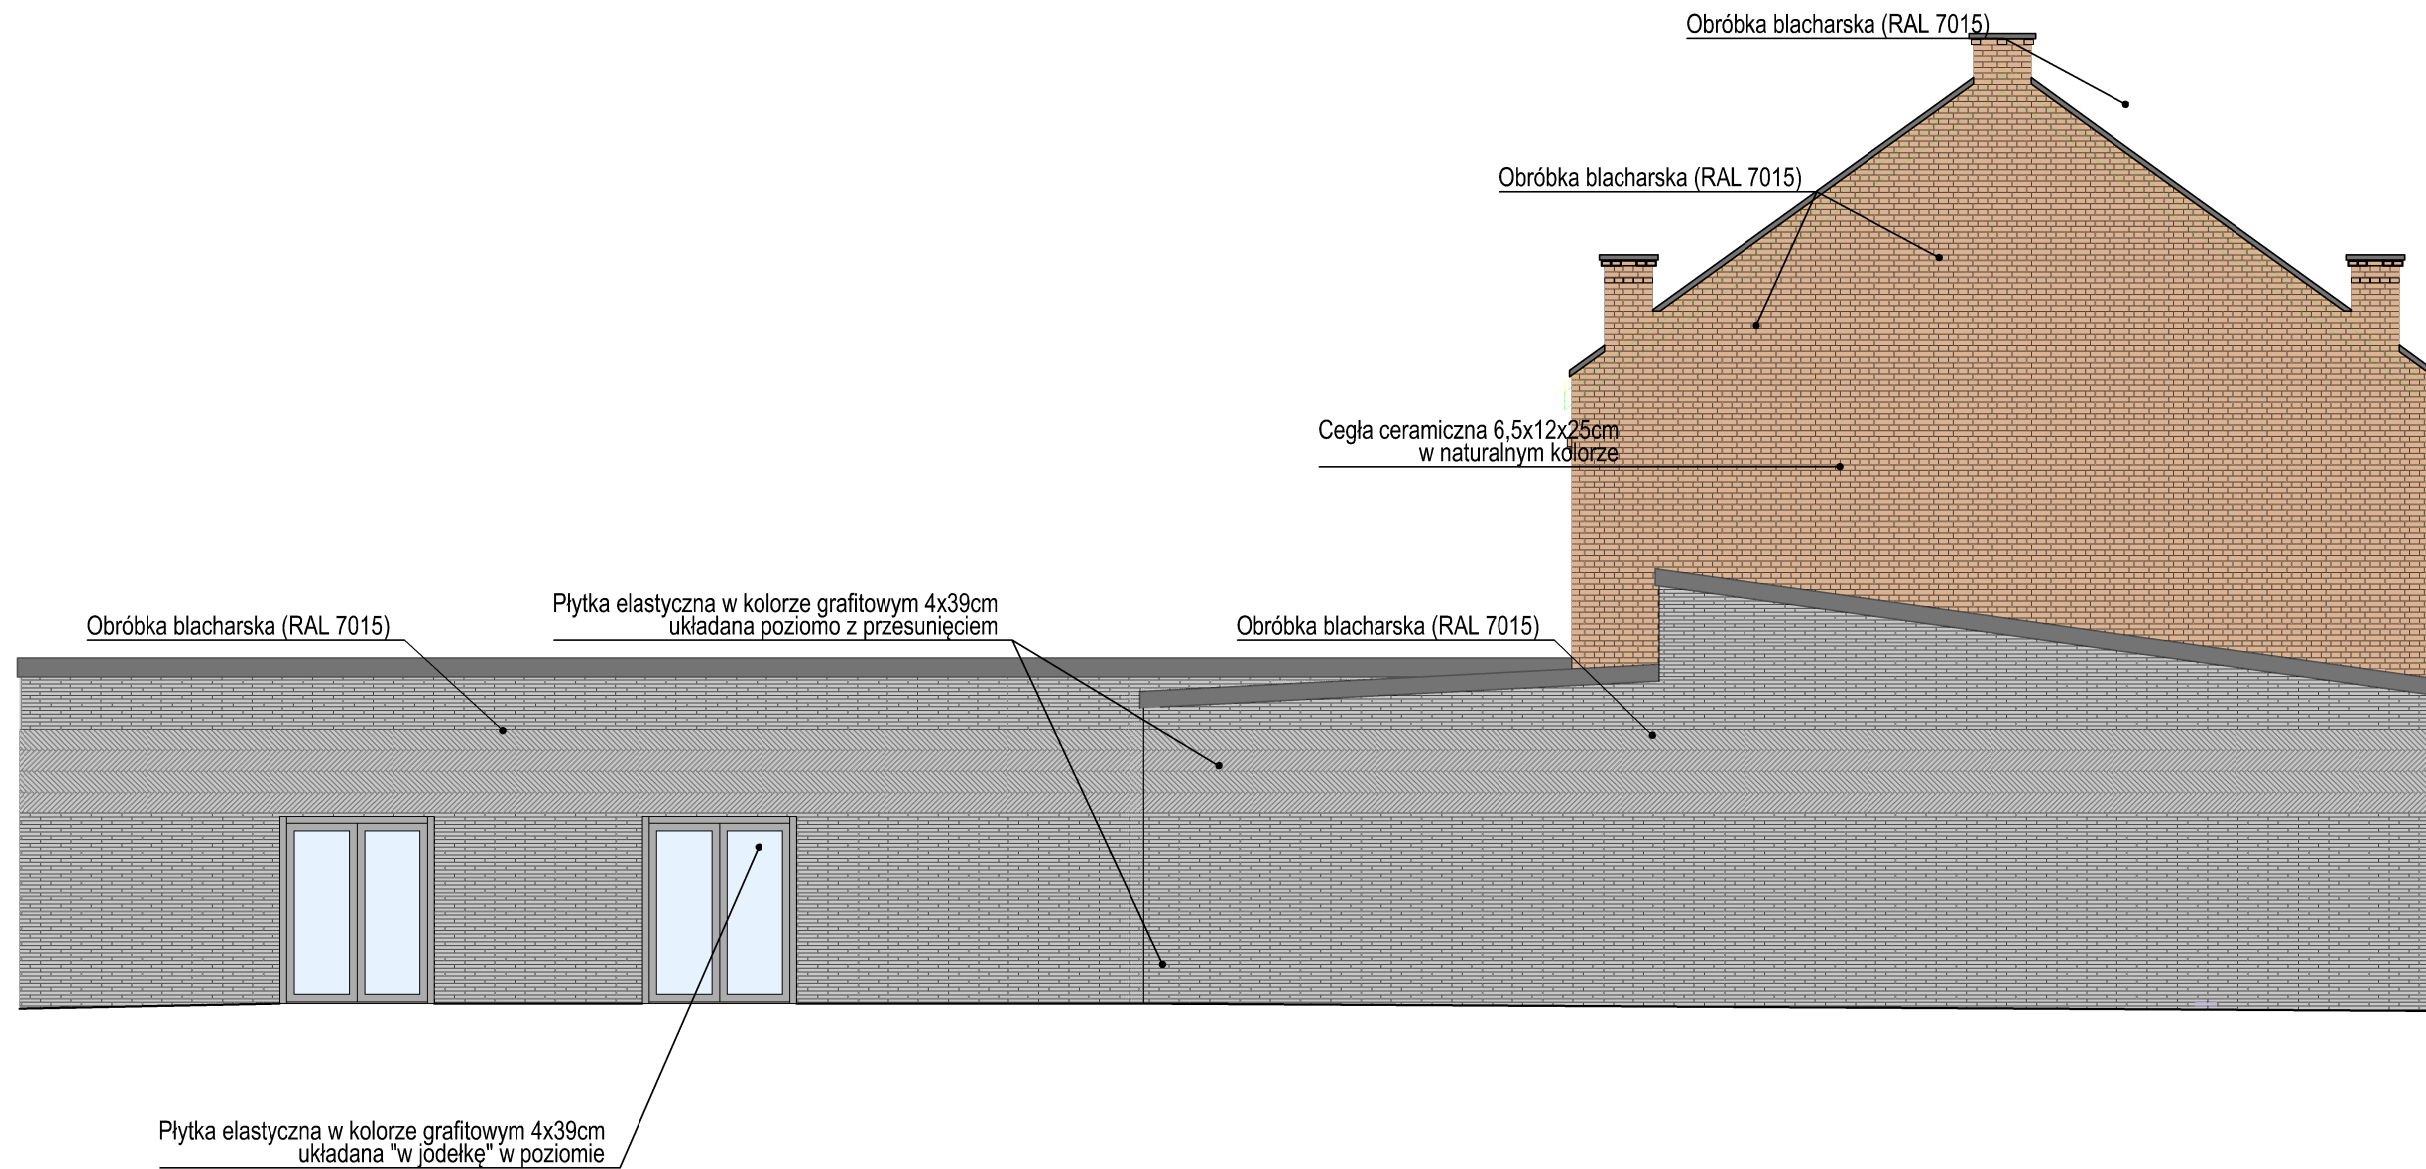 Obróbka blacharska (RAL 7015)
Obróbka blacharska (RAL 7015)
Cegła ceramiczna 6,5x12x25cm
w naturalnym kolorze
Płytka elastyczna w kolorze grafitowym 4x39cm
układana poziomo z przesunięciem
Obróbka blacharska (RAL 7015)
Obróbka blacharska (RAL 7015)
Płytka elastyczna w kolorze grafitowym 4x39cm
układana "w jodełkę" w poziomie